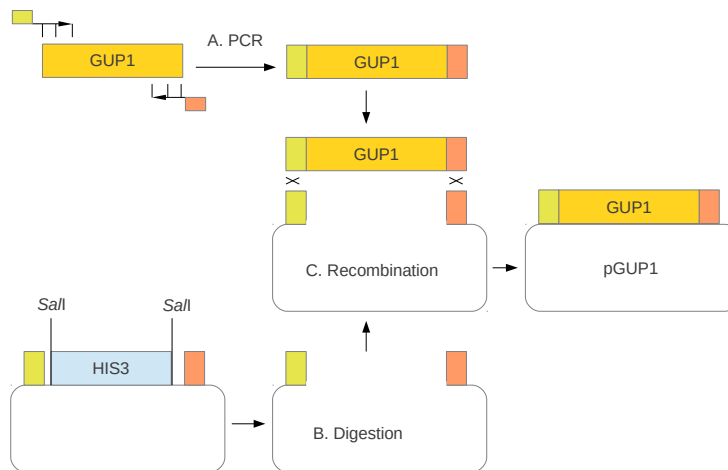 GUP1
A. PCR
GUP1
GUP1
GUP1
C. Recombination
pGUP1
SalI
SalI
HIS3
B. Digestion